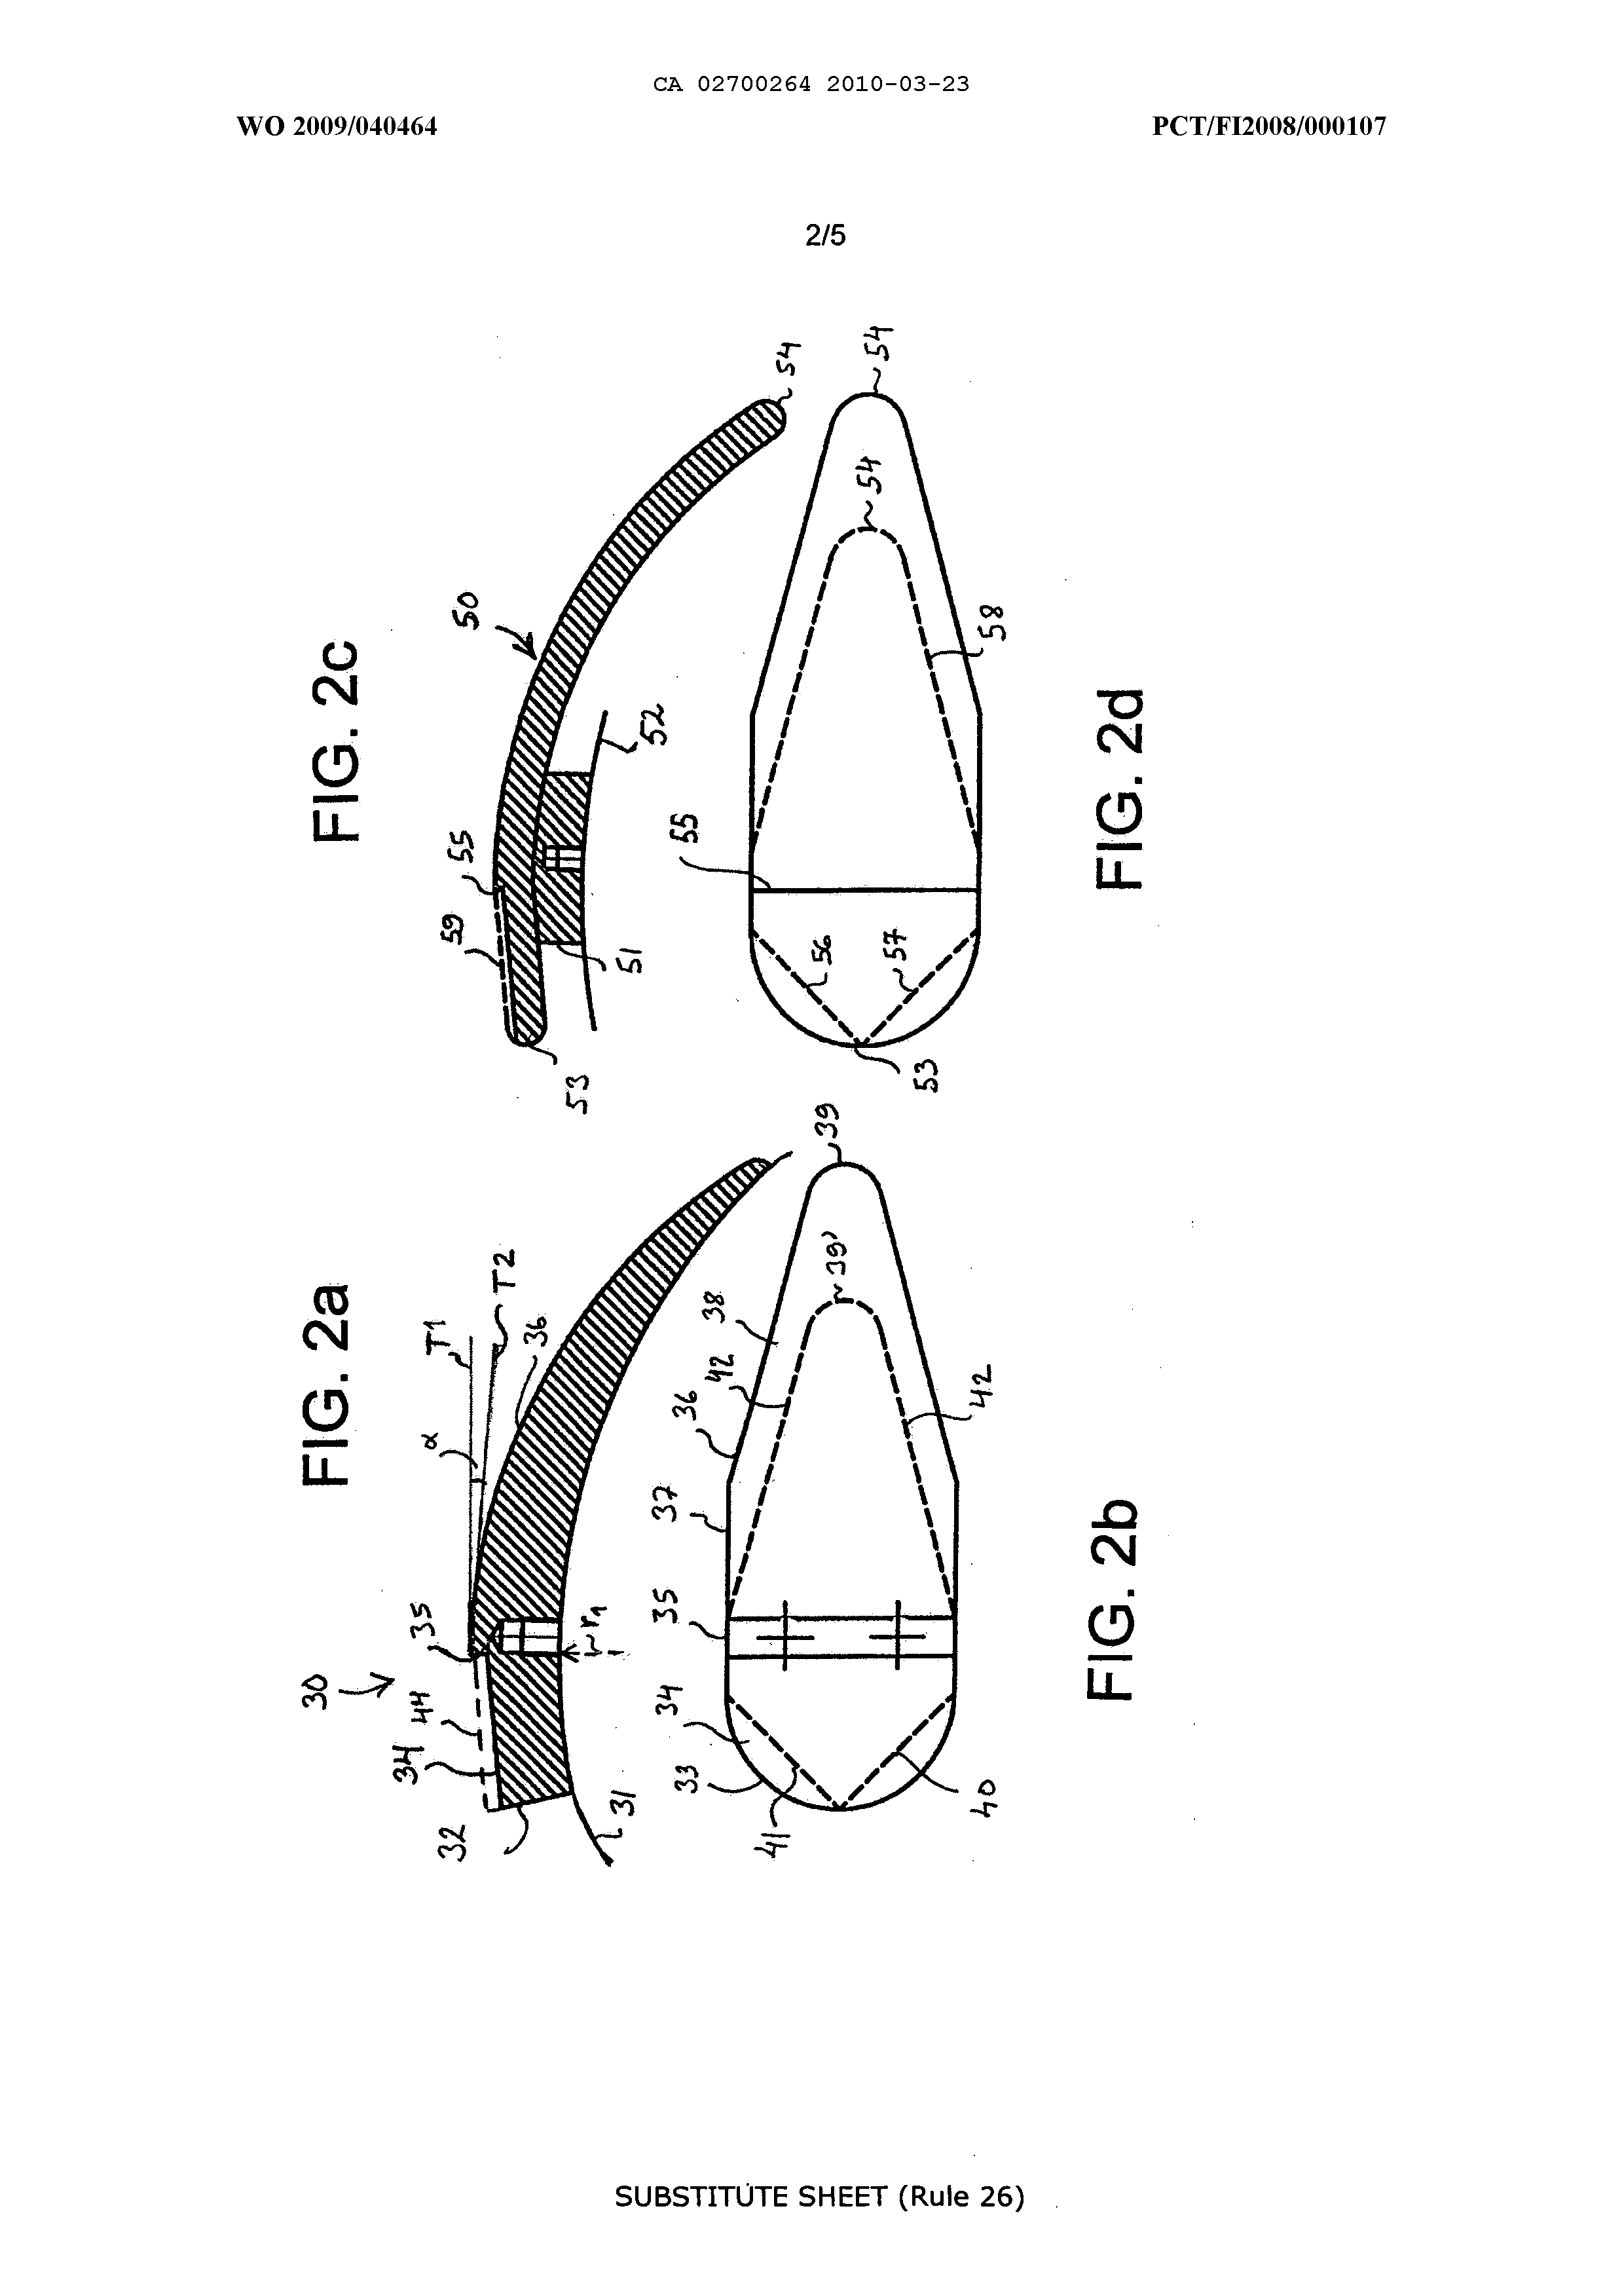 CA 02700264 2010-03-23
WO 2009/040464
PCT/FI2008/000107
2/5
FIG. 2a
30
44
34
32
31
35
r1
α
T1
T2
36
FIG. 2b
33
34
35
37
36
42
38
39'
39
41
40
42
FIG. 2c
59
55
50
53
51
52
54
FIG. 2d
55
56
57
53
54
54
58
SUBSTITUTE SHEET (Rule 26)